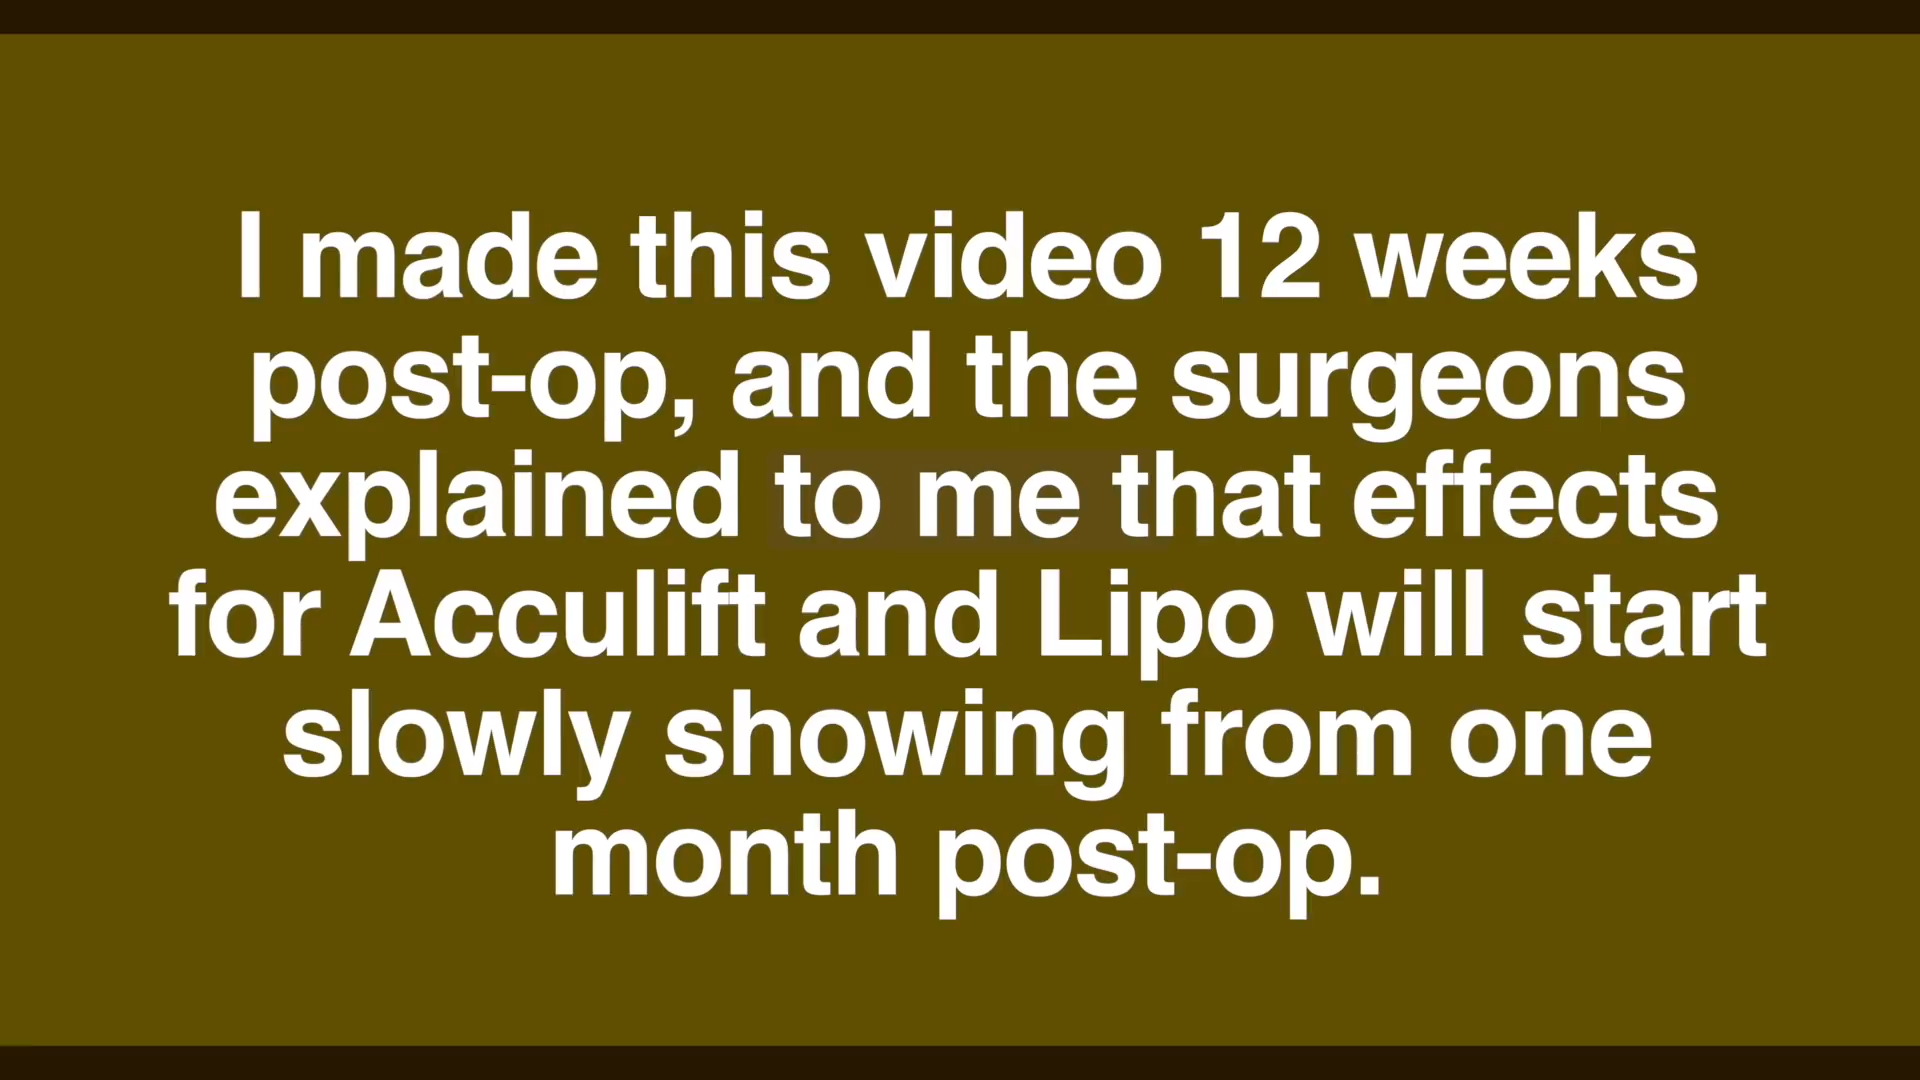 I made this video 12 weeks
post-op, and the surgeons
explained to me that effects
for Acculift and Lipo will start
slowly showing from one
month post-op.